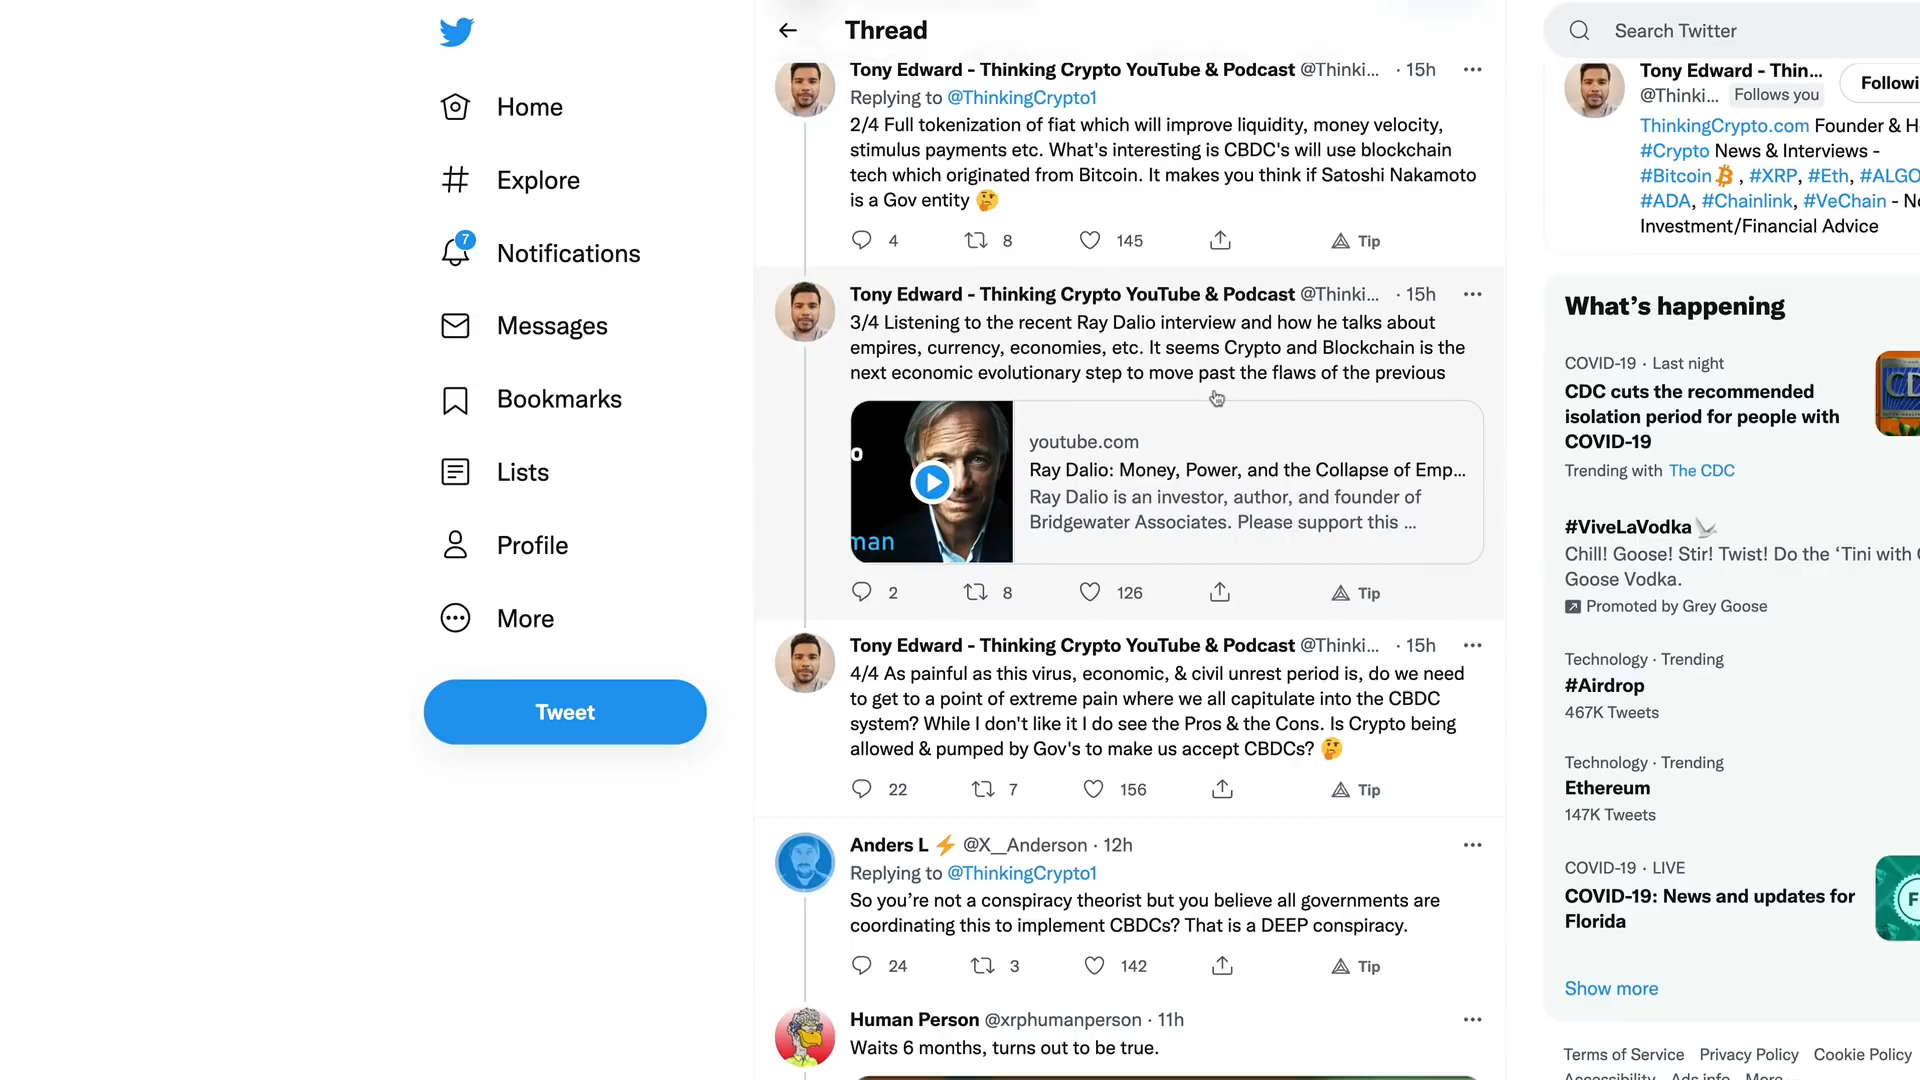 Home
Explore
7
Notifications
Messages
Bookmarks
Lists
Profile
More
Tweet
Thread
Tony Edward - Thinking Crypto YouTube & Podcast @Thinki... · 15h
Replying to @ThinkingCrypto1
2/4 Full tokenization of fiat which will improve liquidity, money velocity,
stimulus payments etc. What's interesting is CBDC's will use blockchain
tech which originated from Bitcoin. It makes you think if Satoshi Nakamoto
is a Gov entity 🤔
4 8 145 Tip
Tony Edward - Thinking Crypto YouTube & Podcast @Thinki... · 15h
3/4 Listening to the recent Ray Dalio interview and how he talks about
empires, currency, economies, etc. It seems Crypto and Blockchain is the
next economic evolutionary step to move past the flaws of the previous
o
man
youtube.com
Ray Dalio: Money, Power, and the Collapse of Emp...
Ray Dalio is an investor, author, and founder of
Bridgewater Associates. Please support this ...
2 8 126 Tip
Tony Edward - Thinking Crypto YouTube & Podcast @Thinki... · 15h
4/4 As painful as this virus, economic, & civil unrest period is, do we need
to get to a point of extreme pain where we all capitulate into the CBDC
system? While I don't like it I do see the Pros & the Cons. Is Crypto being
allowed & pumped by Gov's to make us accept CBDCs? 🤔
22 7 156 Tip
Anders L ⚡ @X__Anderson · 12h
Replying to @ThinkingCrypto1
So you’re not a conspiracy theorist but you believe all governments are
coordinating this to implement CBDCs? That is a DEEP conspiracy.
24 3 142 Tip
Human Person @xrphumanperson · 11h
Waits 6 months, turns out to be true.
Search Twitter
Tony Edward - Thin...
@Thinki... Follows you
Followi
ThinkingCrypto.com Founder & H
#Crypto News & Interviews -
#Bitcoin , #XRP, #Eth, #ALGO
#ADA, #Chainlink, #VeChain - No
Investment/Financial Advice
What’s happening
COVID-19 · Last night
CDC cuts the recommended
isolation period for people with
COVID-19
Trending with The CDC
CD
#ViveLaVodka
Chill! Goose! Stir! Twist! Do the ‘Tini with
Goose Vodka.
Promoted by Grey Goose
Technology · Trending
#Airdrop
467K Tweets
Technology · Trending
Ethereum
147K Tweets
COVID-19 · LIVE
COVID-19: News and updates for
Florida
F
Show more
Terms of Service Privacy Policy Cookie Policy
Accessibility Ads info More ...